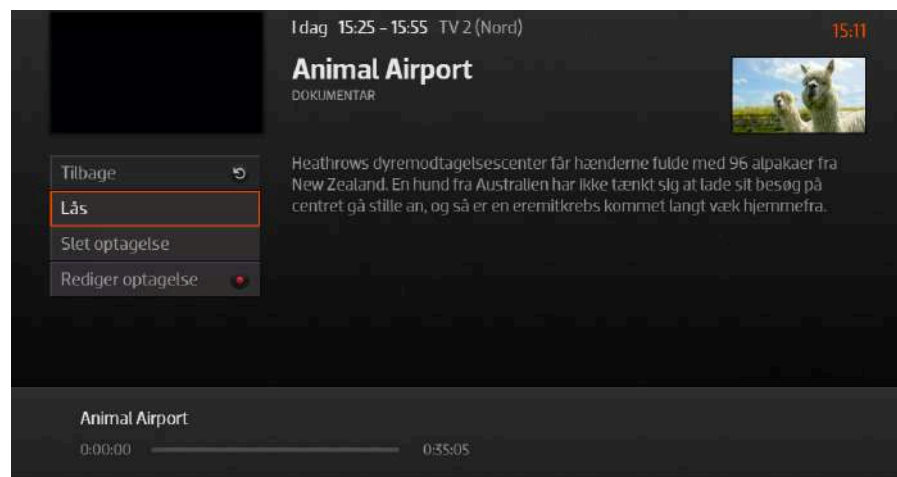 I dag 15:25 – 15:55 TV 2 (Nord)
15:11
Animal Airport
DOKUMENTAR
Heathrows dyremodtagelsescenter får hænderne fulde med 96 alpakaer fra
New Zealand. En hund fra Australien har ikke tænkt sig at lade sit besøg på
centret gå stille an, og så er en eremitkrebs kommet langt væk hjemmefra.
Tilbage
Lås
Slet optagelse
Rediger optagelse
Animal Airport
0:00:00 0:35:05